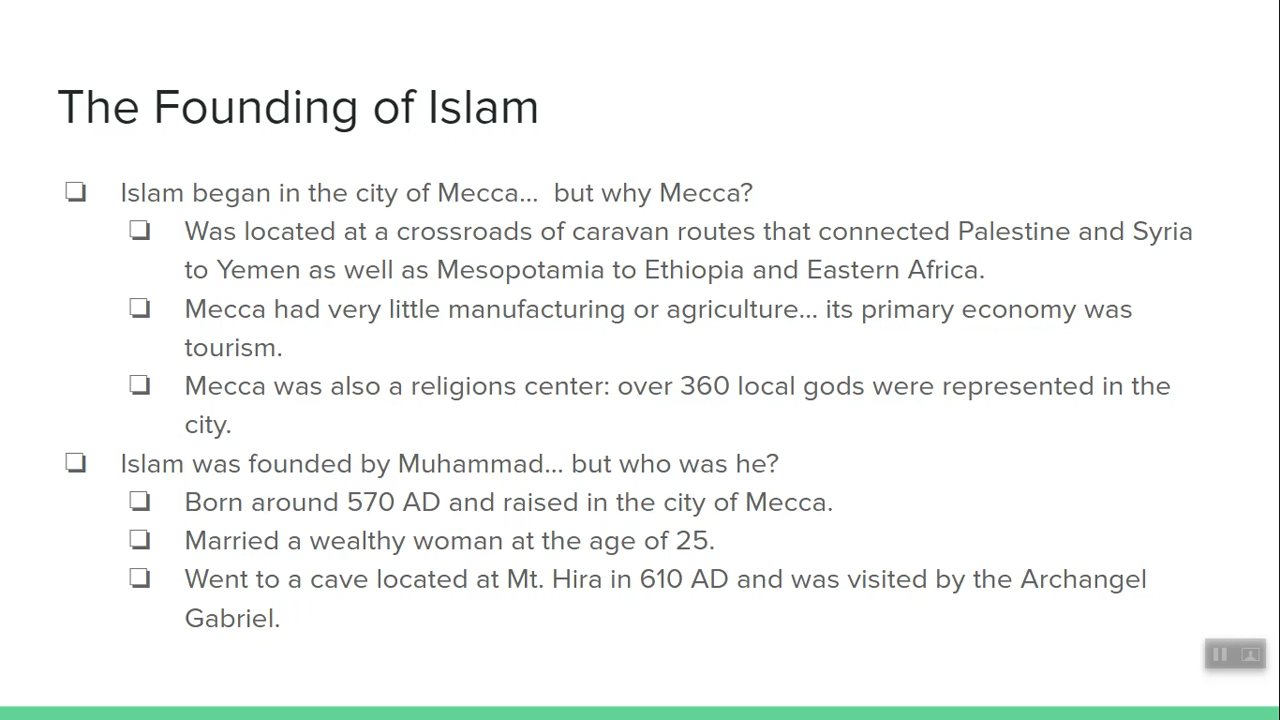 The Founding of Islam
❏ Islam began in the city of Mecca...  but why Mecca?
❏ Was located at a crossroads of caravan routes that connected Palestine and Syria
to Yemen as well as Mesopotamia to Ethiopia and Eastern Africa.
❏ Mecca had very little manufacturing or agriculture... its primary economy was
tourism.
❏ Mecca was also a religions center: over 360 local gods were represented in the
city.
❏ Islam was founded by Muhammad... but who was he?
❏ Born around 570 AD and raised in the city of Mecca.
❏ Married a wealthy woman at the age of 25.
❏ Went to a cave located at Mt. Hira in 610 AD and was visited by the Archangel
Gabriel.